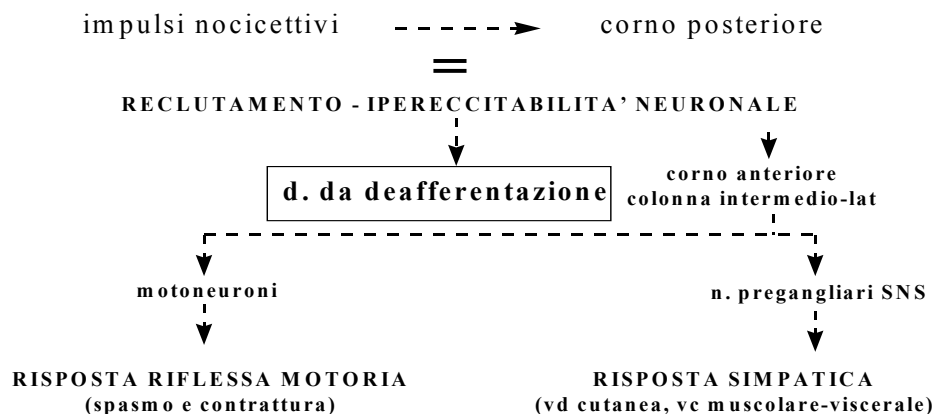 impulsi nocicettivi corno posteriore
=
RECLUTAMENTO - IPERECCITABILITA' NEURONALE
d. da deafferentazione
corno anteriore
colonna intermedio-lat
motoneuroni
n. pregangliari SNS
RISPOSTA RIFLESSA MOTORIA
(spasmo e contrattura)
RISPOSTA SIMPATICA
(vd cutanea, vc muscolare-viscerale)